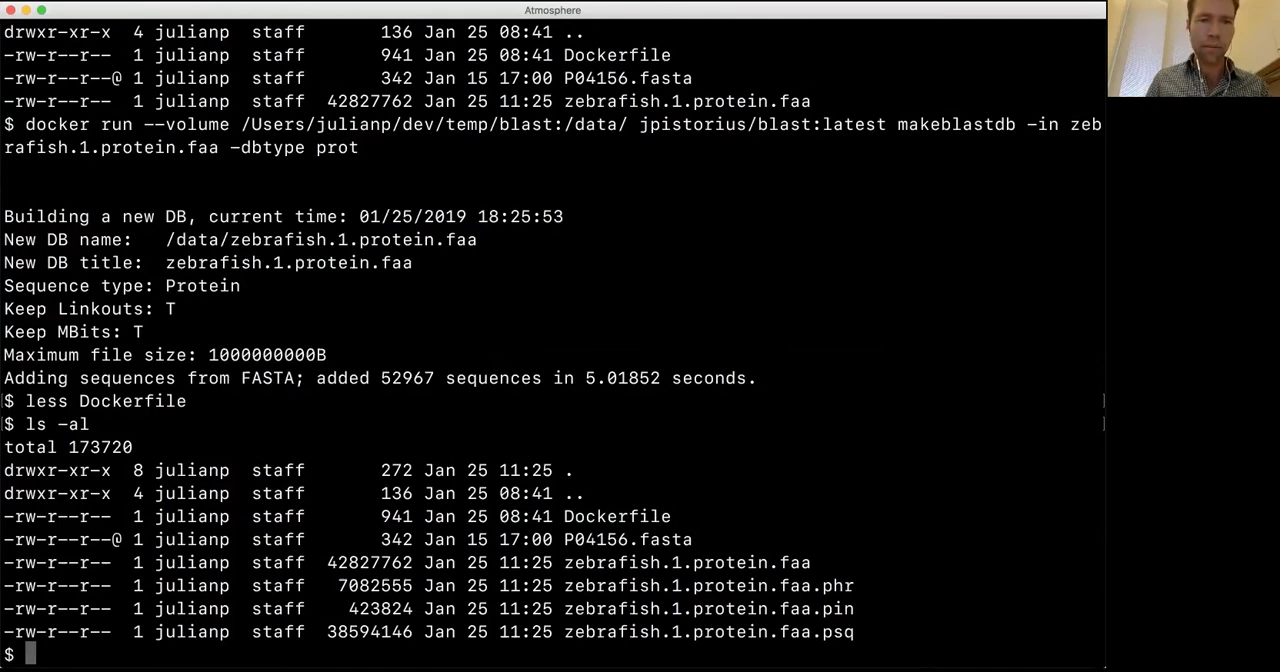 Atmosphere
drwxr-xr-x  4 julianp  staff       136 Jan 25 08:41 ..
-rw-r--r--  1 julianp  staff       941 Jan 25 08:41 Dockerfile
-rw-r--r--@ 1 julianp  staff       342 Jan 15 17:00 P04156.fasta
-rw-r--r--  1 julianp  staff  42827762 Jan 25 11:25 zebrafish.1.protein.faa
$ docker run --volume /Users/julianp/dev/temp/blast:/data/ jpistorius/blast:latest makeblastdb -in zeb
rafish.1.protein.faa -dbtype prot
Building a new DB, current time: 01/25/2019 18:25:53
New DB name:   /data/zebrafish.1.protein.faa
New DB title:  zebrafish.1.protein.faa
Sequence type: Protein
Keep Linkouts: T
Keep MBits: T
Maximum file size: 1000000000B
Adding sequences from FASTA; added 52967 sequences in 5.01852 seconds.
$ less Dockerfile
$ ls -al
total 173720
drwxr-xr-x  8 julianp  staff       272 Jan 25 11:25 .
drwxr-xr-x  4 julianp  staff       136 Jan 25 08:41 ..
-rw-r--r--  1 julianp  staff       941 Jan 25 08:41 Dockerfile
-rw-r--r--@ 1 julianp  staff       342 Jan 15 17:00 P04156.fasta
-rw-r--r--  1 julianp  staff  42827762 Jan 25 11:25 zebrafish.1.protein.faa
-rw-r--r--  1 julianp  staff   7082555 Jan 25 11:25 zebrafish.1.protein.faa.phr
-rw-r--r--  1 julianp  staff    423824 Jan 25 11:25 zebrafish.1.protein.faa.pin
-rw-r--r--  1 julianp  staff  38594146 Jan 25 11:25 zebrafish.1.protein.faa.psq
$